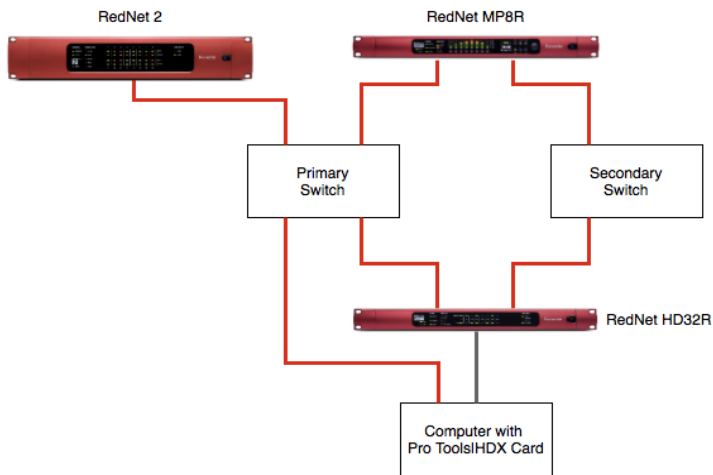 RedNet 2
RedNet MP8R
Primary
Switch
Secondary
Switch
RedNet HD32R
Computer with
Pro Tools|HDX Card